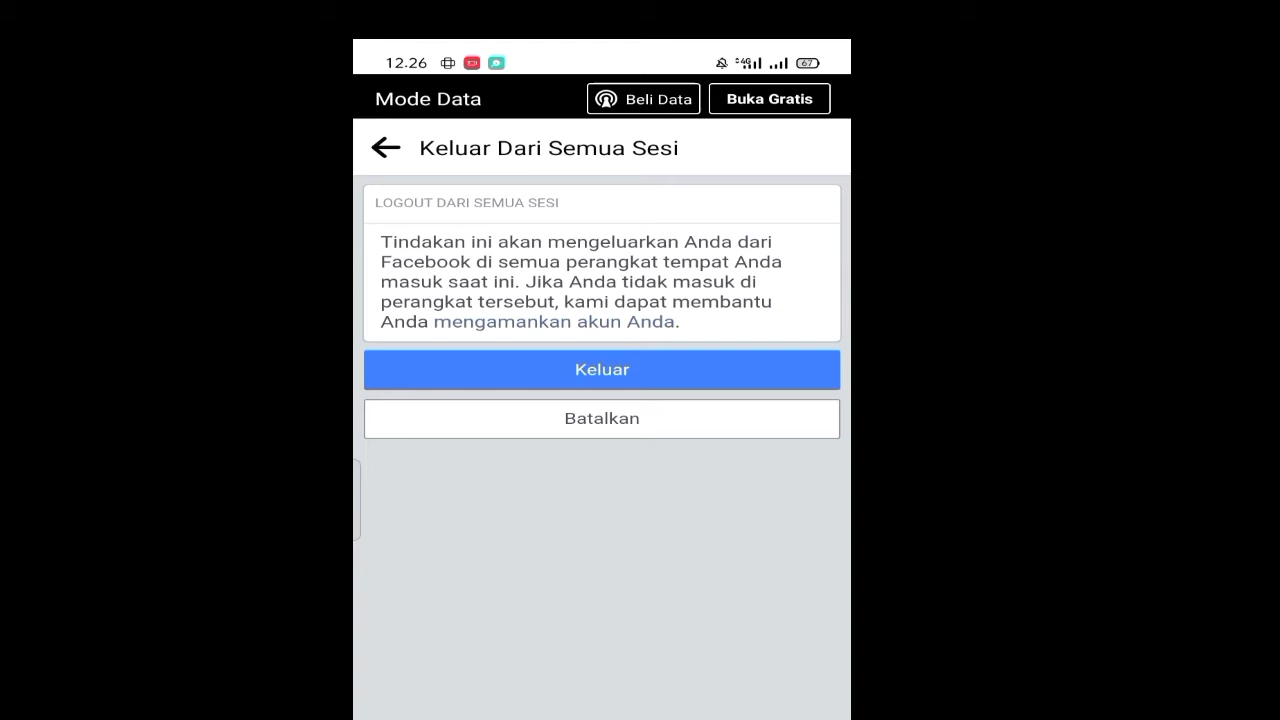 12.26 4G 67
Mode Data Beli Data Buka Gratis
Keluar Dari Semua Sesi
LOGOUT DARI SEMUA SESI
Tindakan ini akan mengeluarkan Anda dari
Facebook di semua perangkat tempat Anda
masuk saat ini. Jika Anda tidak masuk di
perangkat tersebut, kami dapat membantu
Anda mengamankan akun Anda.
Keluar
Batalkan